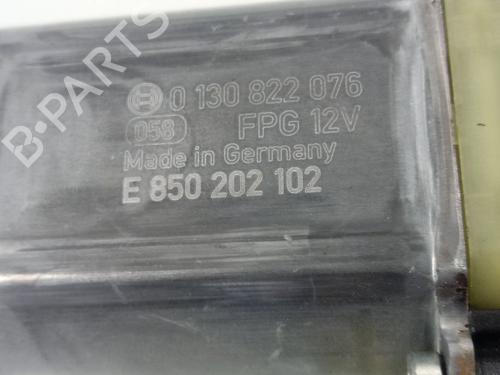 B-PARTS
0 130 822 076
058 FPG 12V
Made in Germany
E 850 202 102